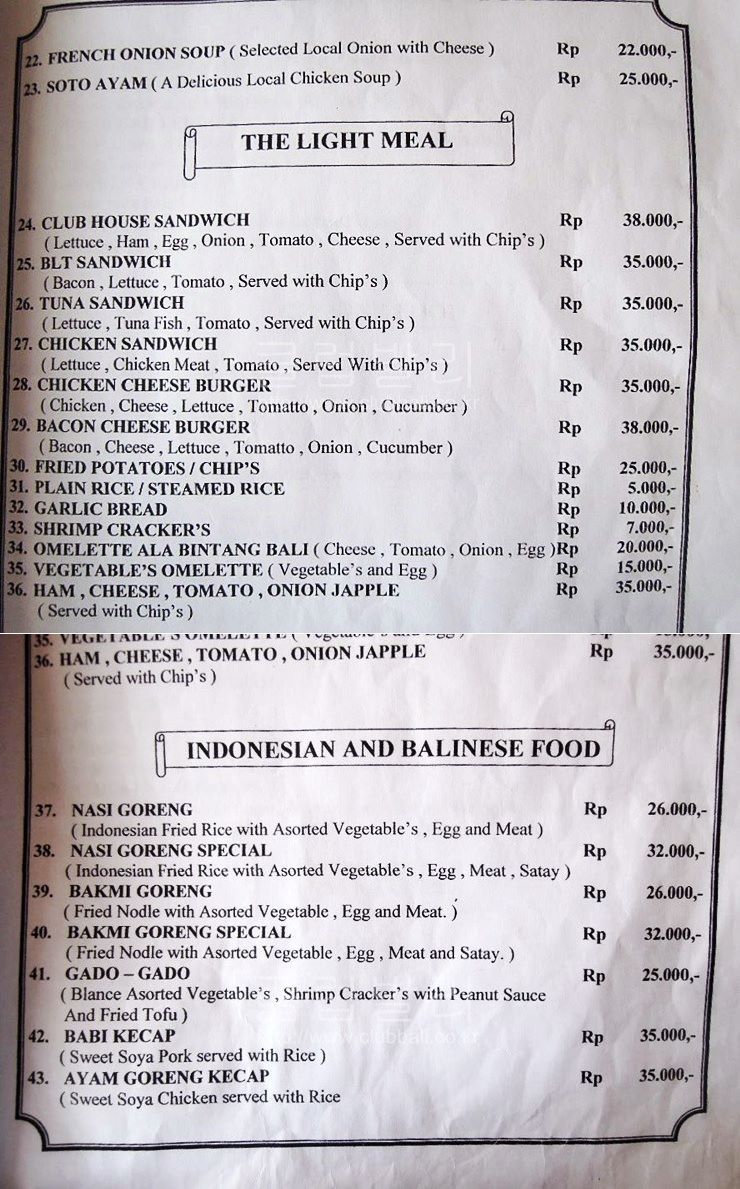 22. FRENCH ONION SOUP ( Selected Local Onion with Cheese ) Rp 22.000,-
23. SOTO AYAM ( A Delicious Local Chicken Soup ) Rp 25.000,-
THE LIGHT MEAL
24. CLUB HOUSE SANDWICH Rp 38.000,-
( Lettuce , Ham , Egg , Onion , Tomato , Cheese , Served with Chip's )
25. BLT SANDWICH Rp 35.000,-
( Bacon , Lettuce , Tomato , Served with Chip's )
26. TUNA SANDWICH Rp 35.000,-
( Lettuce , Tuna Fish , Tomato , Served with Chip's )
27. CHICKEN SANDWICH Rp 35.000,-
( Lettuce , Chicken Meat , Tomato , Served With Chip's )
28. CHICKEN CHEESE BURGER Rp 35.000,-
( Chicken , Cheese , Lettuce , Tomatto , Onion , Cucumber )
29. BACON CHEESE BURGER Rp 38.000,-
( Bacon , Cheese , Lettuce , Tomatto , Onion , Cucumber )
30. FRIED POTATOES / CHIP'S Rp 25.000,-
31. PLAIN RICE / STEAMED RICE Rp 5.000,-
32. GARLIC BREAD Rp 10.000,-
33. SHRIMP CRACKER'S Rp 7.000,-
34. OMELETTE ALA BINTANG BALI ( Cheese , Tomato , Onion , Egg ) Rp 20.000,-
35. VEGETABLE'S OMELETTE ( Vegetable's and Egg ) Rp 15.000,-
36. HAM , CHEESE , TOMATO , ONION JAPPLE Rp 35.000,-
( Served with Chip's )
35. VEGETABLE'S OMELETTE ( Vegetable's and Egg )
36. HAM , CHEESE , TOMATO , ONION JAPPLE Rp 35.000,-
( Served with Chip's )
INDONESIAN AND BALINESE FOOD
37. NASI GORENG Rp 26.000,-
( Indonesian Fried Rice with Asorted Vegetable's , Egg and Meat )
38. NASI GORENG SPECIAL Rp 32.000,-
( Indonesian Fried Rice with Asorted Vegetable's , Egg , Meat , Satay )
39. BAKMI GORENG Rp 26.000,-
( Fried Nodle with Asorted Vegetable , Egg and Meat. )
40. BAKMI GORENG SPECIAL Rp 32.000,-
( Fried Nodle with Asorted Vegetable , Egg , Meat and Satay. )
41. GADO – GADO Rp 25.000,-
( Blance Asorted Vegetable's , Shrimp Cracker's with Peanut Sauce
And Fried Tofu )
42. BABI KECAP Rp 35.000,-
http://www.clubbali.co.kr
( Sweet Soya Pork served with Rice )
43. AYAM GORENG KECAP Rp 35.000,-
( Sweet Soya Chicken served with Rice